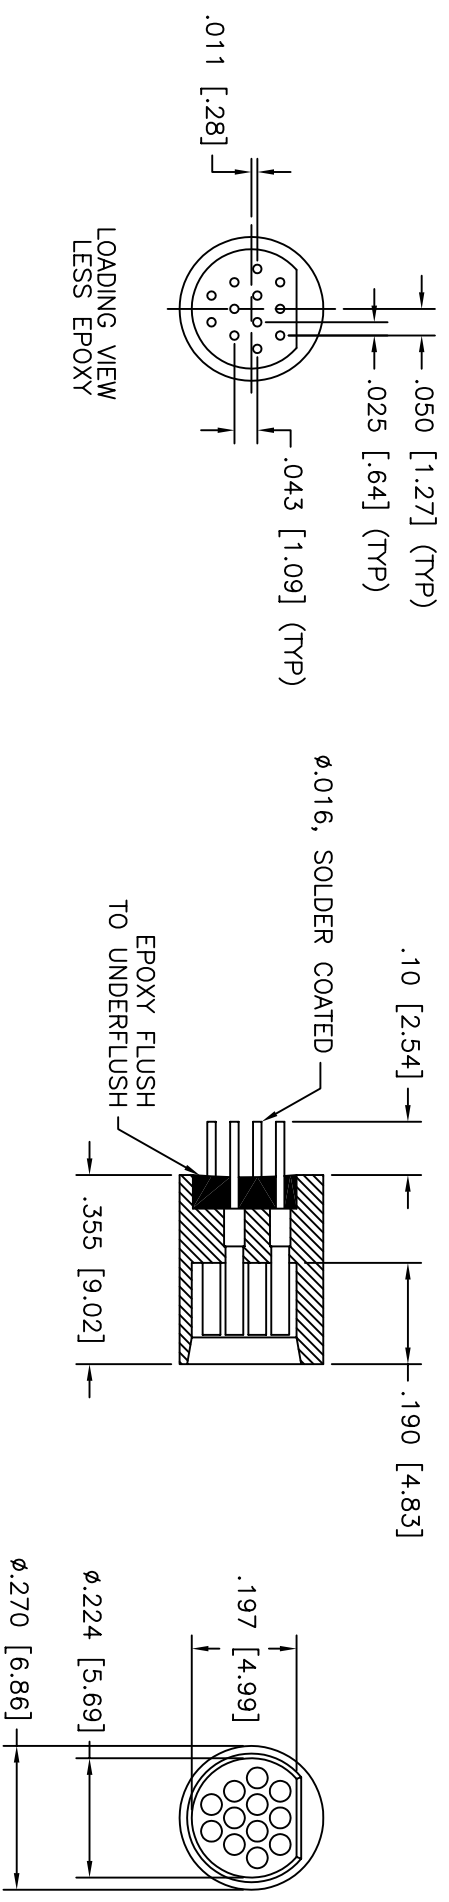 .011 [.28]
.050 [1.27] (TYP)
.025 [.64] (TYP)
.043 [1.09] (TYP)
LOADING VIEW
LESS EPOXY
ø.016, SOLDER COATED
.10 [2.54]
EPOXY FLUSH
TO UNDERFLUSH
.355 [9.02]
.190 [4.83]
.197 [4.99]
ø.224 [5.69]
ø.270 [6.86]